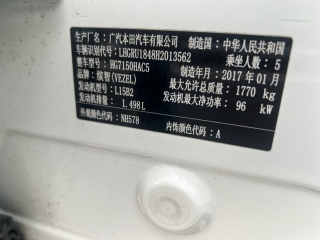 生产厂名：广汽本田汽车有限公司 制造国：中华人民共和国
车辆识别代号：LHGRU1848H2013562 乘坐人数：5
整车型号：HG7150HAC5 制造年月：2017年01月
品牌：缤智(VEZEL) 最大允许总质量：1770 kg
发动机型号：L15B2 发动机最大净功率：96 kW
发动机排量：1.498L
外观颜色代码：NH578 内饰颜色代码：A